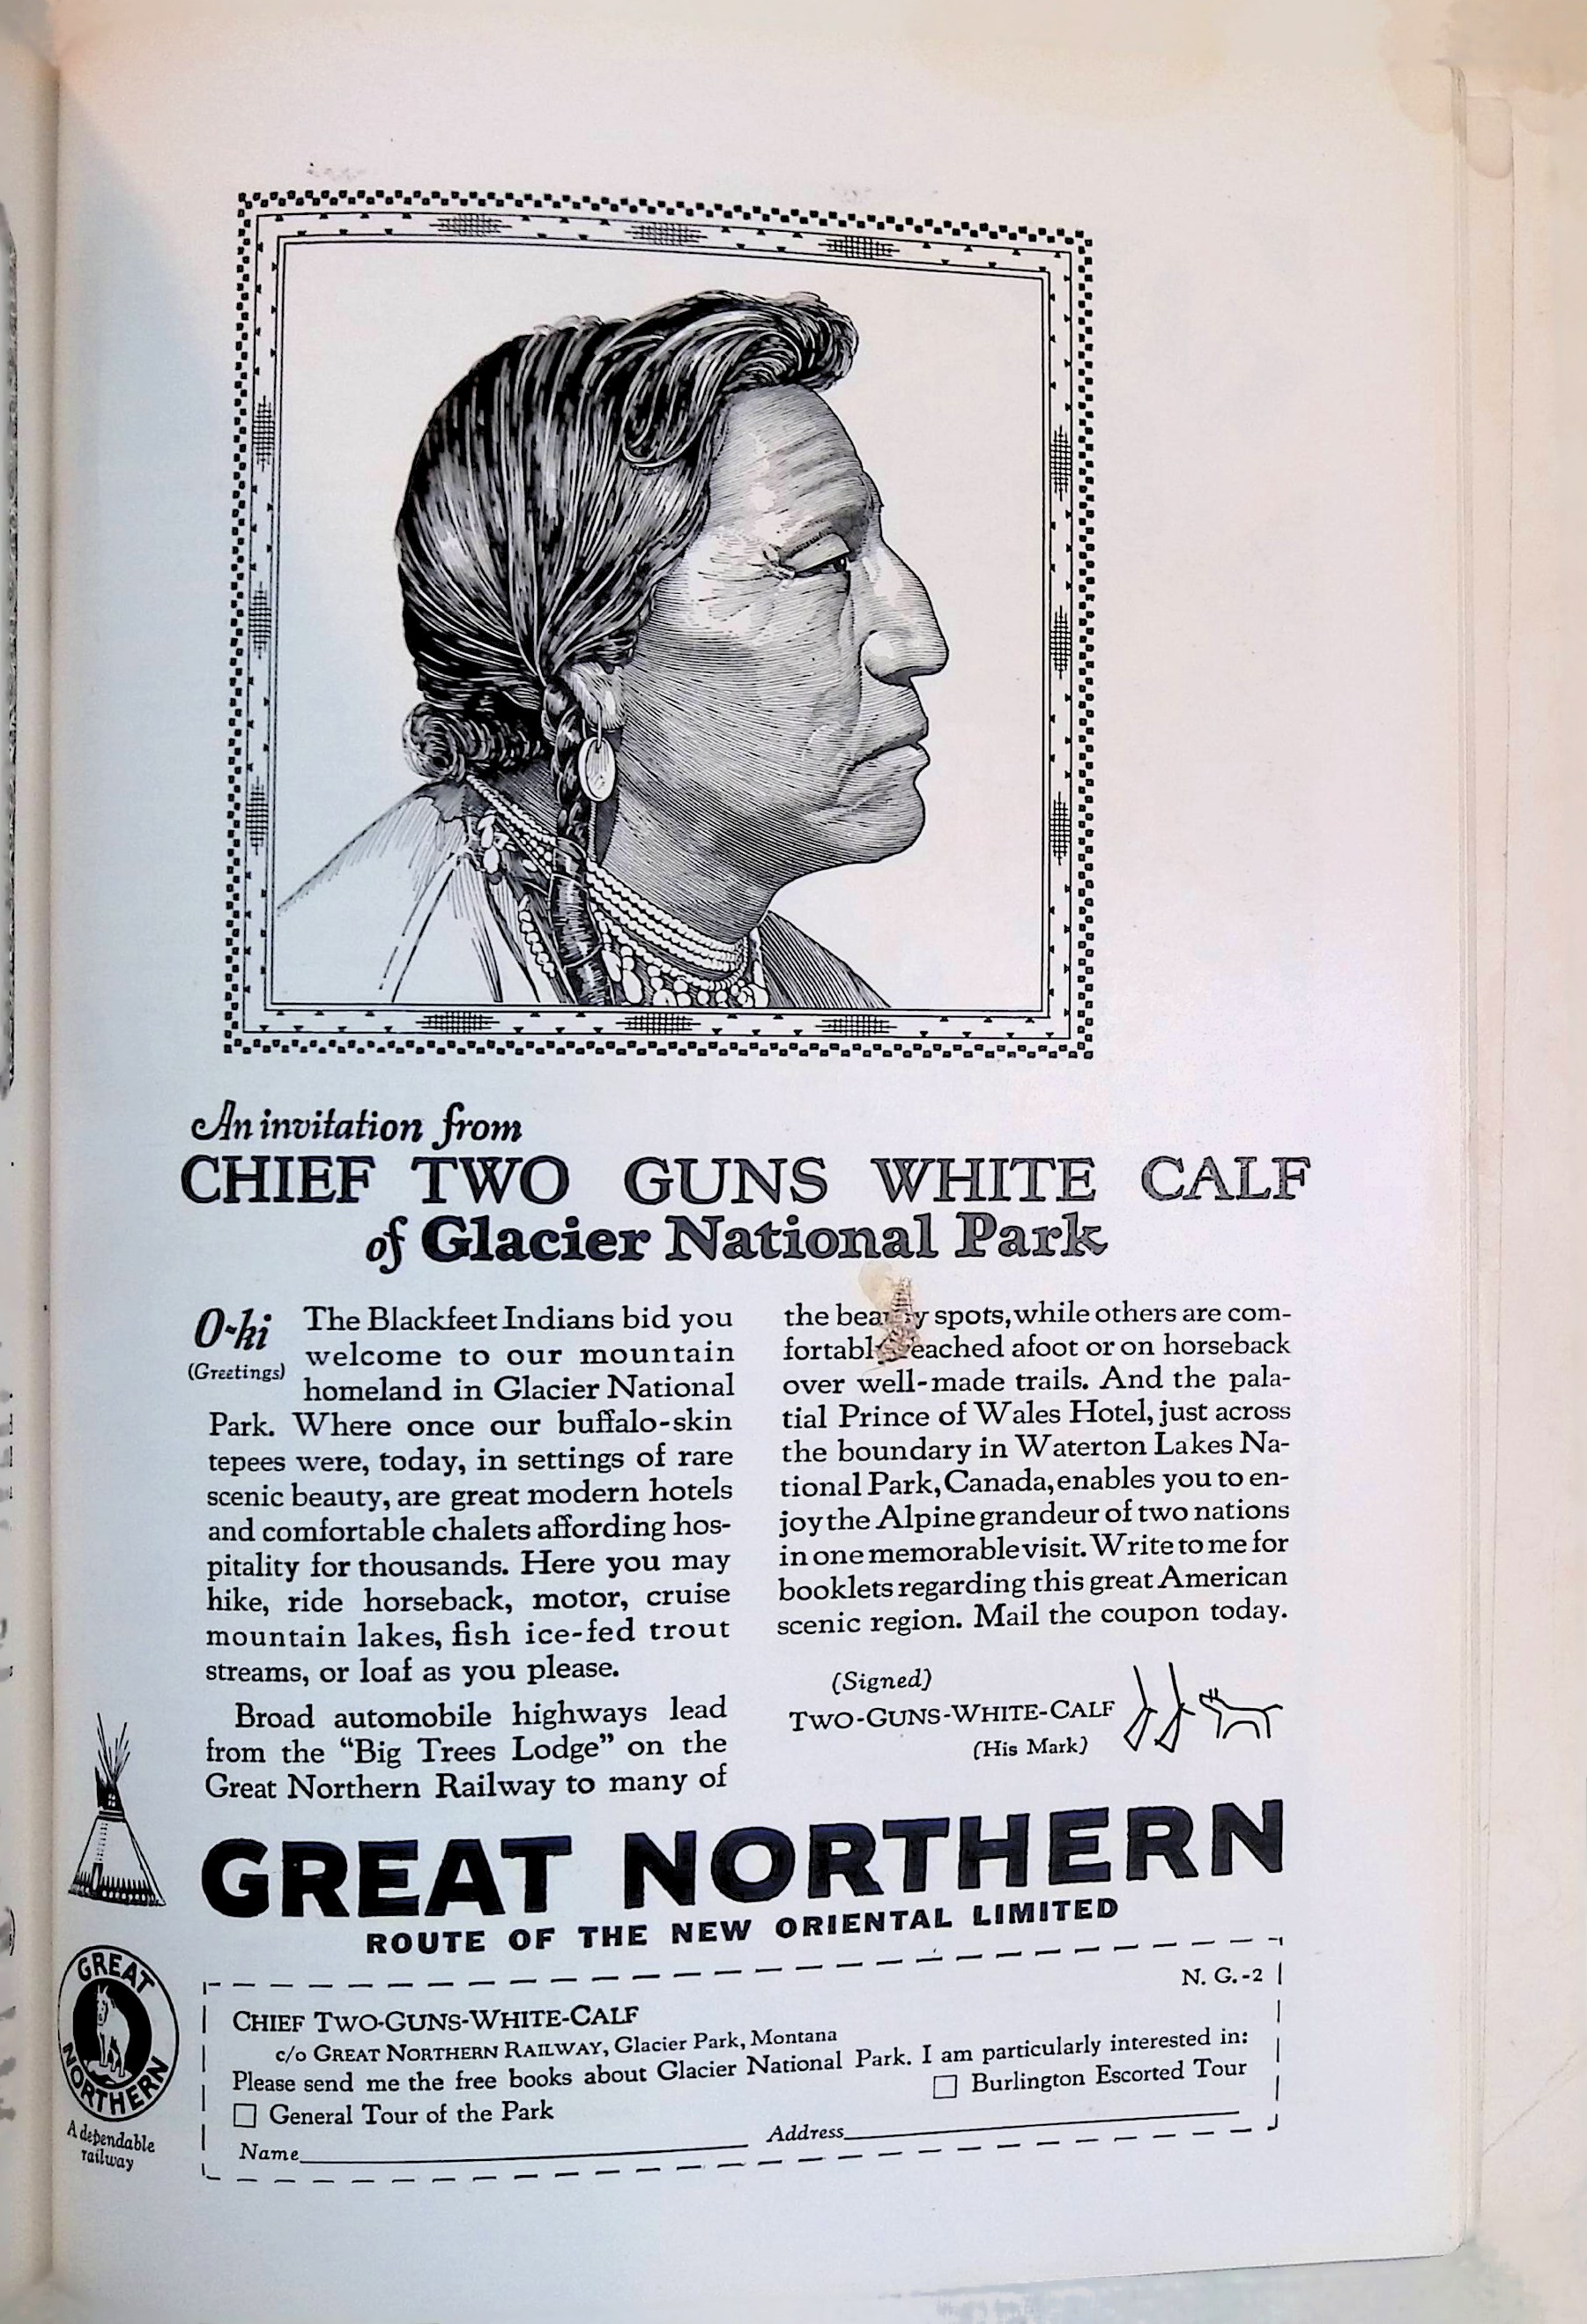 An invitation from
CHIEF TWO GUNS WHITE CALF
of Glacier National Park
O-ki
(Greetings)
The Blackfeet Indians bid you
welcome to our mountain
homeland in Glacier National
Park. Where once our buffalo-skin
tepees were, today, in settings of rare
scenic beauty, are great modern hotels
and comfortable chalets affording hos-
pitality for thousands. Here you may
hike, ride horseback, motor, cruise
mountain lakes, fish ice-fed trout
streams, or loaf as you please.
Broad automobile highways lead
from the "Big Trees Lodge" on the
Great Northern Railway to many of
the spots, while others are com-
afoot or on horseback
over well-made trails. And the pala-
tial Prince of Wales Hotel, just across
the boundary in Waterton Lakes Na-
tional Park, Canada, enables you to en-
joy the Alpine grandeur of two nations
in one memorable visit. Write to me for
booklets regarding this great American
scenic region. Mail the coupon today.
(Signed)
TWO-GUNS-WHITE-CALF
(His Mark)
GREAT NORTHERN
ROUTE OF THE NEW ORIENTAL LIMITED
GREAT
NORTHERN
A dependable
railway
N. G.-2
CHIEF TWO-GUNS-WHITE-CALF
c/o GREAT NORTHERN RAILWAY, Glacier Park, Montana
Please send me the free books about Glacier National Park. I am particularly interested in:
General Tour of the Park Burlington Escorted Tour
Name Address